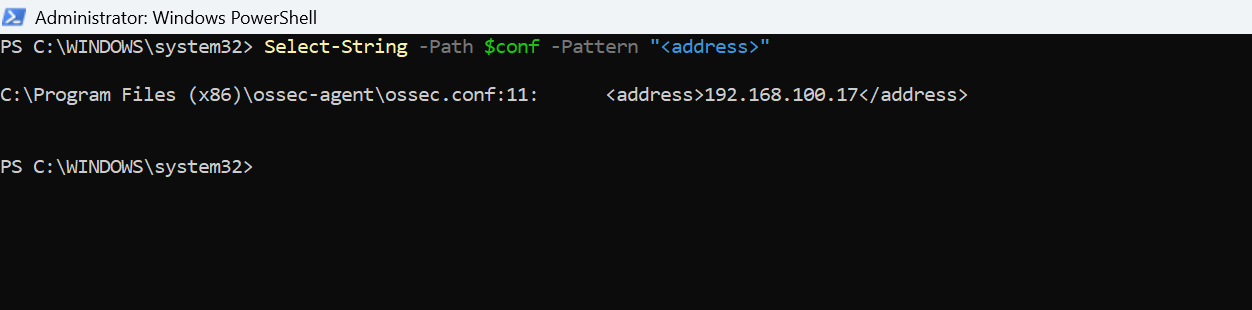 Administrator: Windows PowerShell
PS C:\WINDOWS\system32> Select-String -Path $conf -Pattern "<address>"
C:\Program Files (x86)\ossec-agent\ossec.conf:11:      <address>192.168.100.17</address>
PS C:\WINDOWS\system32>